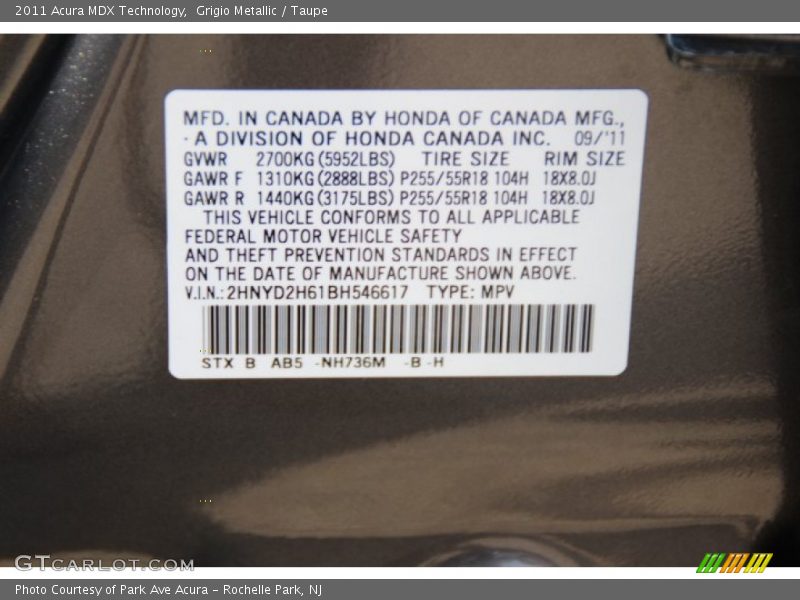 2011 Acura MDX Technology,  Grigio Metallic / Taupe
MFD. IN CANADA BY HONDA OF CANADA MFG.,
A DIVISION OF HONDA CANADA INC. 09/'11
GVWR 2700KG(5952LBS) TIRE SIZE RIM SIZE
GAWR F 1310KG(2888LBS) P255/55R18 104H 18X8.0J
GAWR R 1440KG(3175LBS) P255/55R18 104H 18X8.0J
THIS VEHICLE CONFORMS TO ALL APPLICABLE
FEDERAL MOTOR VEHICLE SAFETY
AND THEFT PREVENTION STANDARDS IN EFFECT
ON THE DATE OF MANUFACTURE SHOWN ABOVE.
V.I.N.: 2HNYD2H61BH546617 TYPE: MPV
STX B AB5 -NH736M -B -H
GTCARLOT.COM
Photo Courtesy of Park Ave Acura – Rochelle Park, NJ